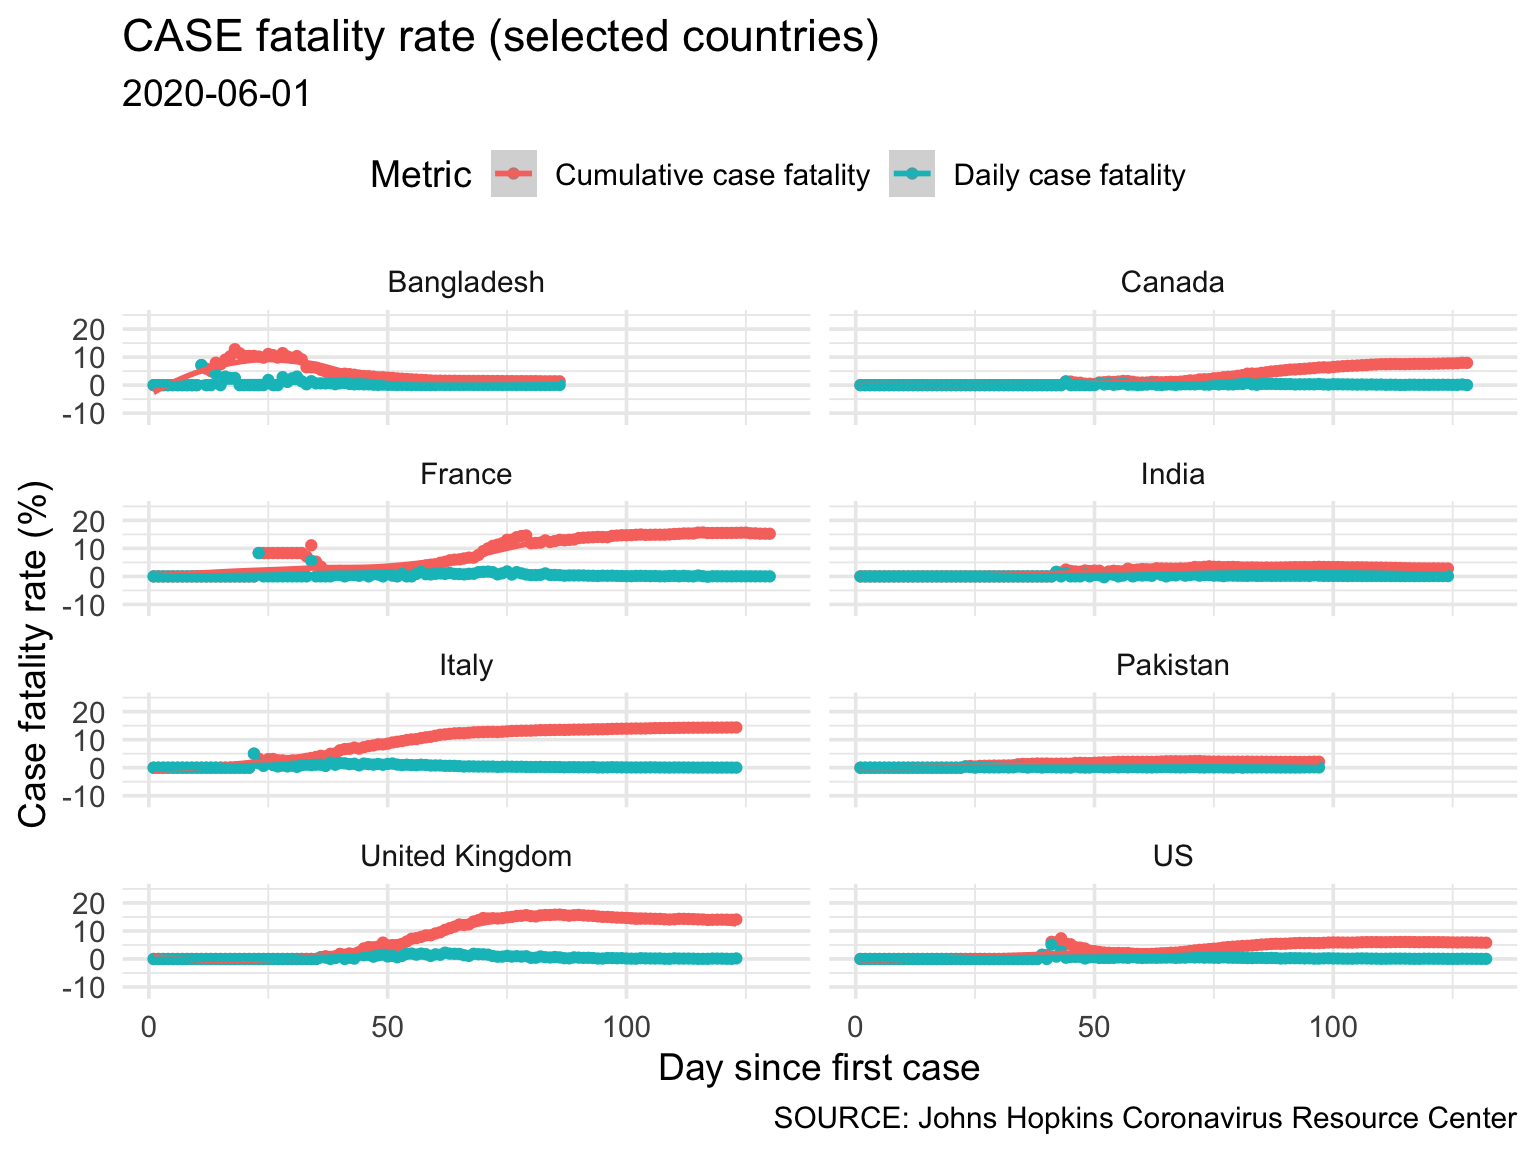 CASE fatality rate (selected countries)
2020-06-01
Metric Cumulative case fatality Daily case fatality
Bangladesh Canada
20
10
0
-10
France India
20
10
0
-10
Case fatality rate (%)
Italy Pakistan
20
10
0
-10
United Kingdom US
20
10
0
-10
0 50 100 0 50 100
Day since first case
SOURCE: Johns Hopkins Coronavirus Resource Center